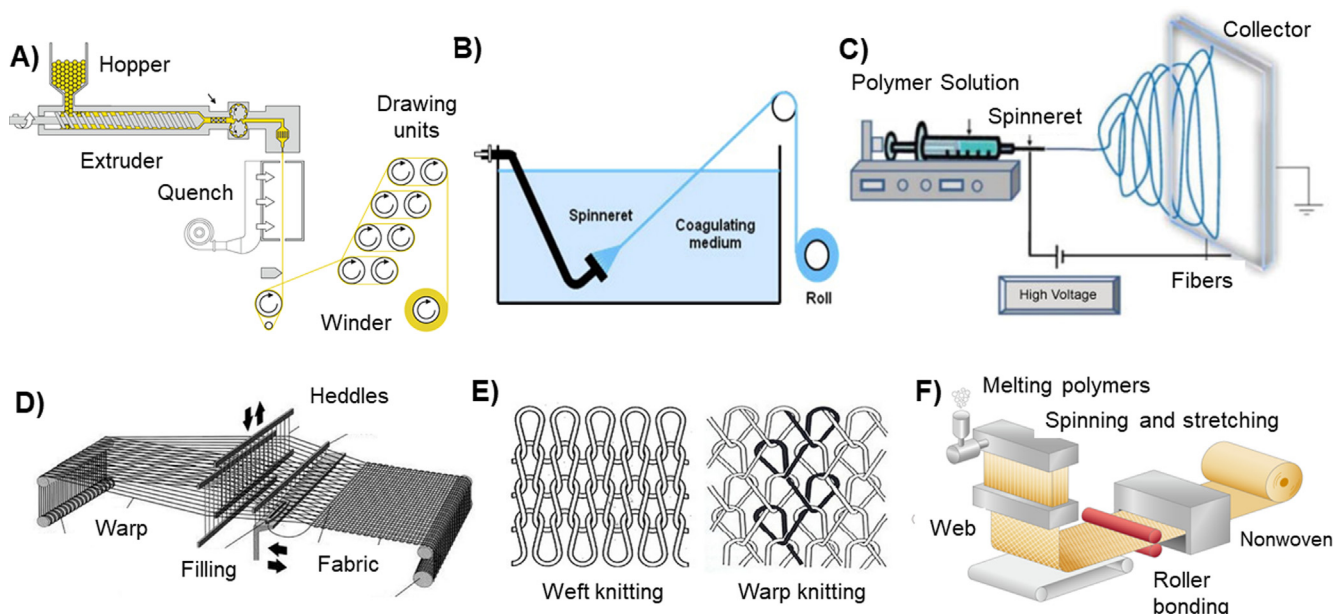 A)
Hopper
Extruder
Quench
Drawing
units
Winder
B)
Spinneret
Coagulating
medium
Roll
C)
Collector
Polymer Solution
Spinneret
High Voltage
Fibers
D)
Heddles
Warp
Filling
Fabric
E)
Weft knitting
Warp knitting
F)
Melting polymers
Spinning and stretching
Web
Nonwoven
Roller
bonding